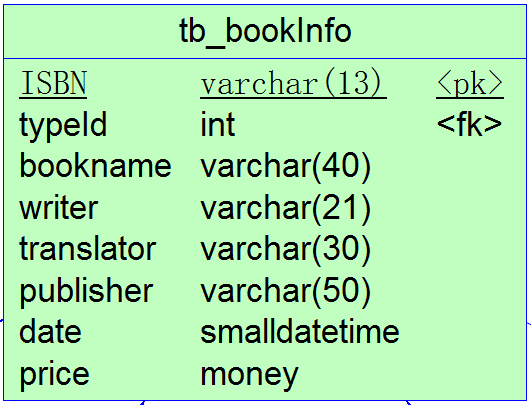 tb_bookInfo
ISBN varchar(13) <pk>
typeId int <fk>
bookname varchar(40)
writer varchar(21)
translator varchar(30)
publisher varchar(50)
date smalldatetime
price money